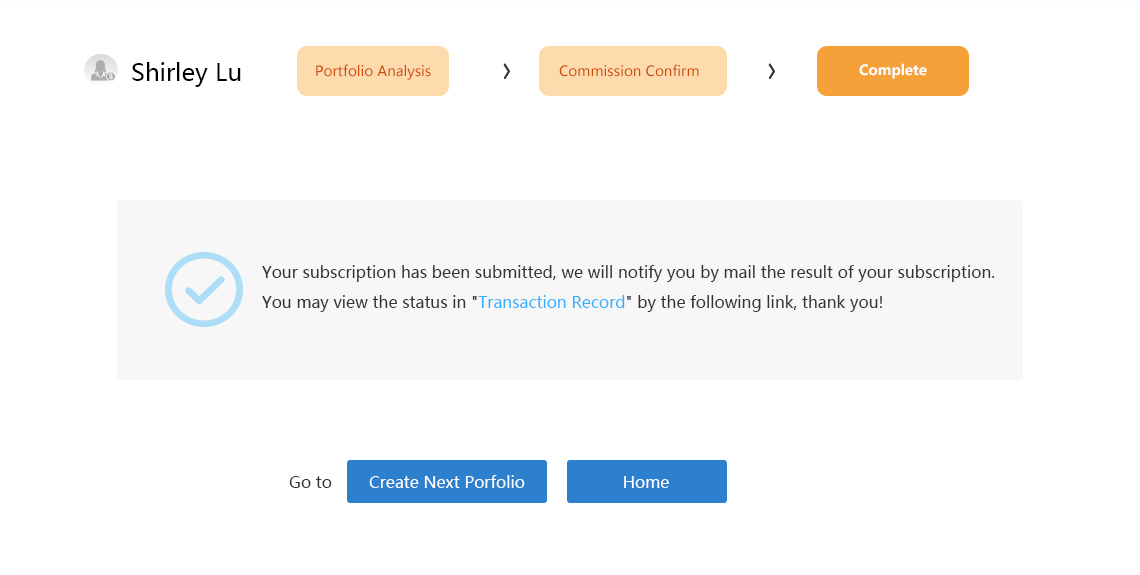 Shirley Lu
Portfolio Analysis
Commission Confirm
Complete
Your subscription has been submitted, we will notify you by mail the result of your subscription.
You may view the status in "Transaction Record" by the following link, thank you!
Go to
Create Next Porfolio
Home